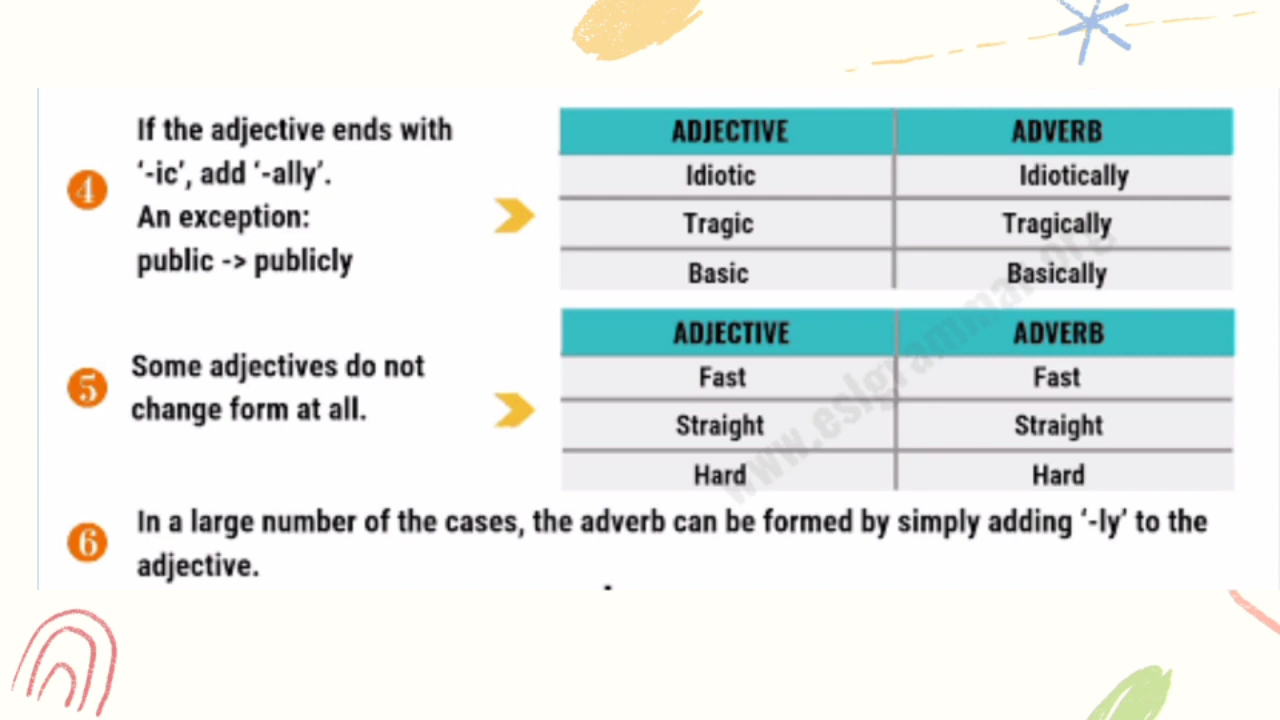 4
If the adjective ends with
‘-ic’, add ‘-ally’.
An exception:
public -> publicly
ADJECTIVE ADVERB
Idiotic Idiotically
Tragic Tragically
Basic Basically
5
Some adjectives do not
change form at all.
ADJECTIVE ADVERB
Fast Fast
Straight Straight
Hard Hard
6
In a large number of the cases, the adverb can be formed by simply adding ‘-ly’ to the
adjective.
www.eslgrammar.org